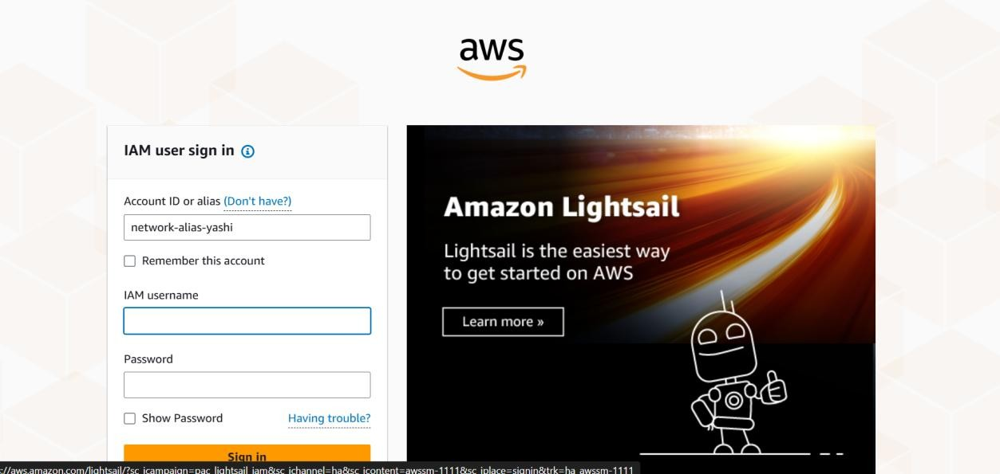 aws
IAM user sign in
Account ID or alias (Don't have?)
network-alias-yashi
Remember this account
IAM username
Password
Show Password
Having trouble?
Sign in
Amazon Lightsail
Lightsail is the easiest way
to get started on AWS
Learn more »
s://aws.amazon.com/lightsail/?sc_icampaign=pac_lightsail_iam&sc_ichannel=ha&sc_icontent=awssm-1111&sc_iplace=signin&trk=ha_awssm-1111